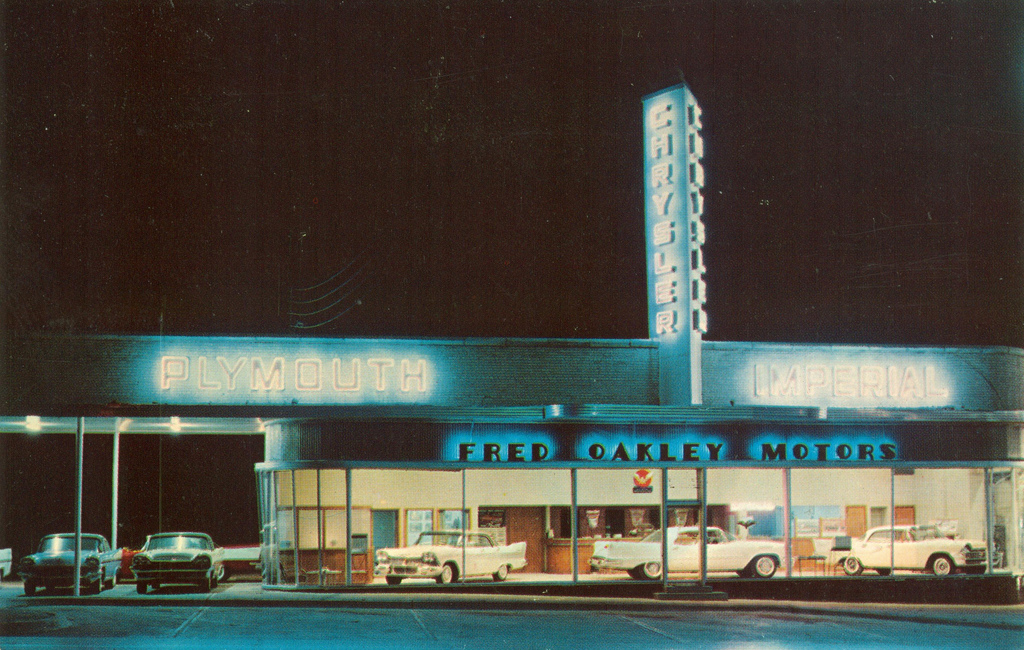 CHRYSLER
PLYMOUTH
IMPERIAL
FRED OAKLEY MOTORS